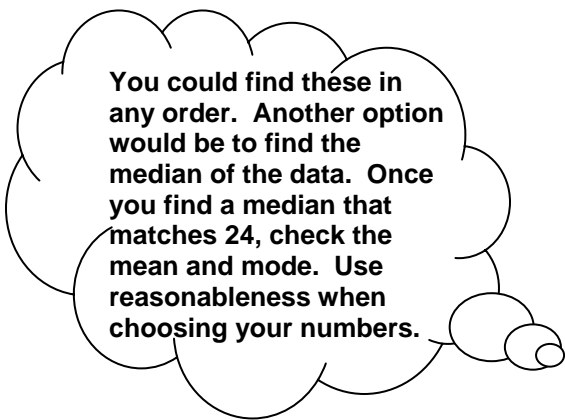 You could find these in
any order.  Another option
would be to find the
median of the data.  Once
you find a median that
matches 24, check the
mean and mode.  Use
reasonableness when
choosing your numbers.